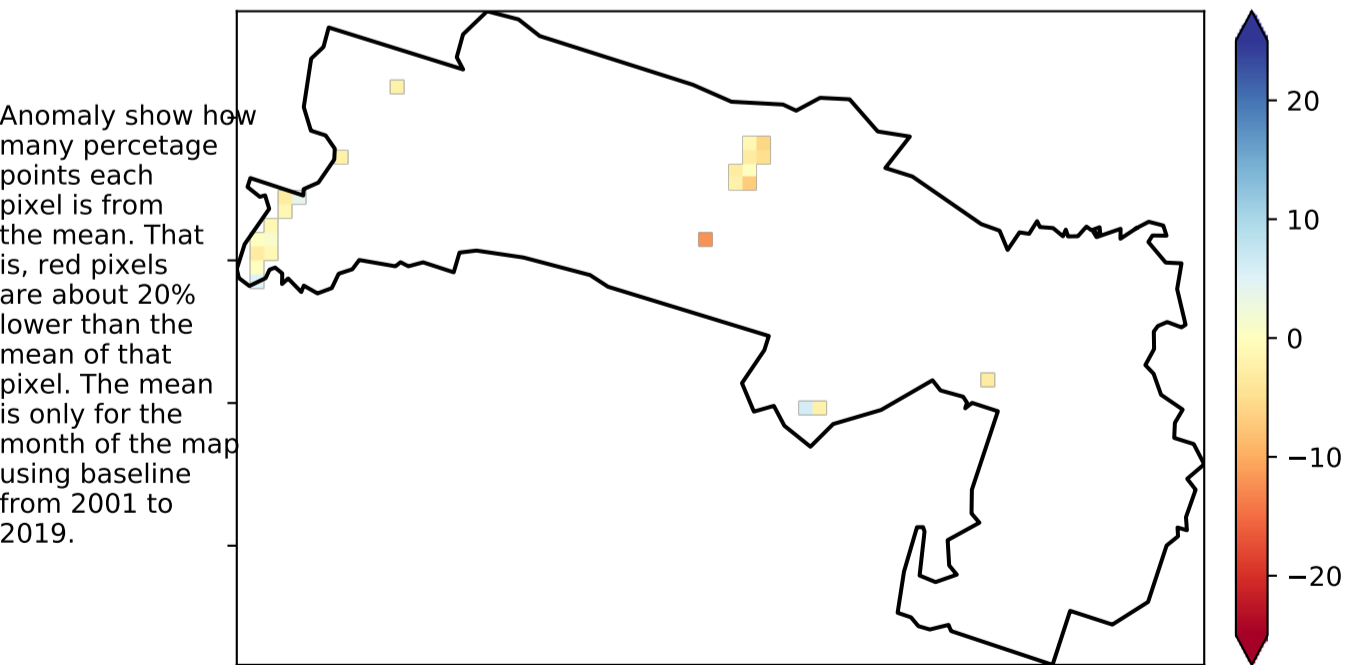 Anomaly show how
many percetage
points each
pixel is from
the mean. That
is, red pixels
are about 20%
lower than the
mean of that
pixel. The mean
is only for the
month of the map
using baseline
from 2001 to
2019.
20
10
0
−10
−20